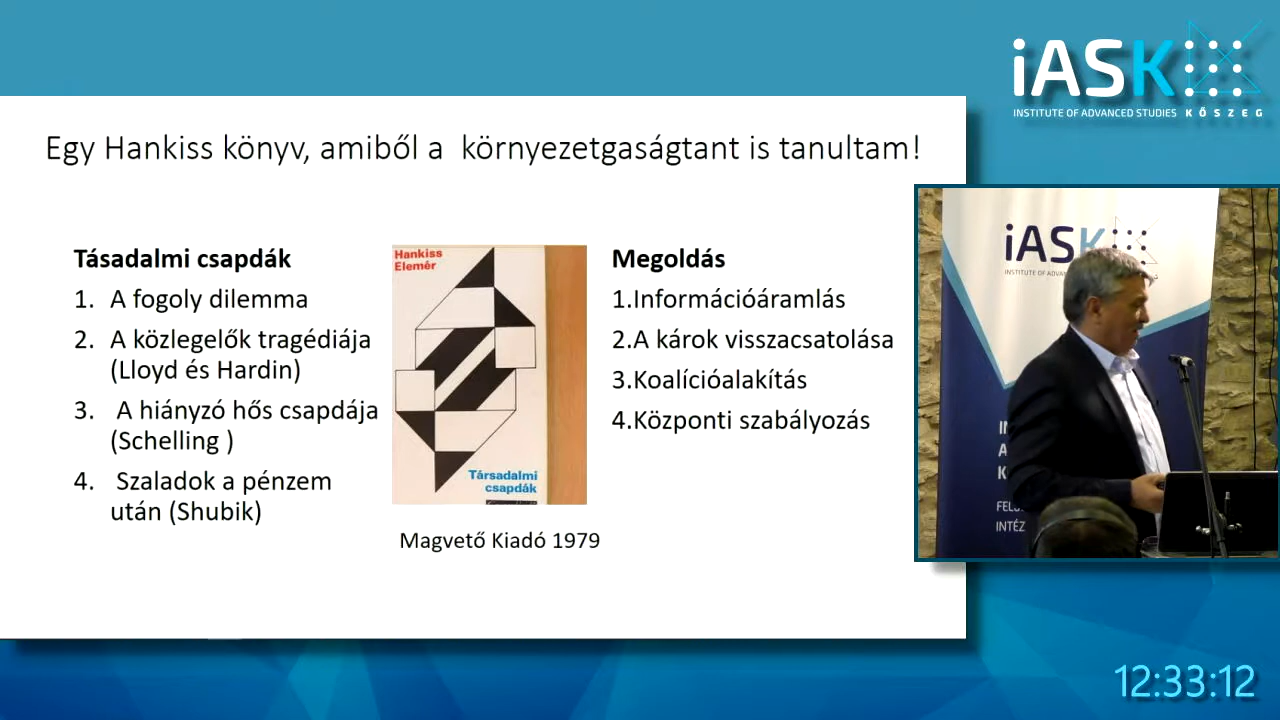 iASK
INSTITUTE OF ADVANCED STUDIES KŐSZEG
Egy Hankiss könyv, amiből a környezetgaságtant is tanultam!
Tásadalmi csapdák
1. A fogoly dilemma
2. A közlegelők tragédiája
(Lloyd és Hardin)
3. A hiányzó hős csapdája
(Schelling )
4. Szaladok a pénzem
után (Shubik)
Hankiss
Elemér
Társadalmi
csapdák
Magvető Kiadó 1979
Megoldás
1.Információáramlás
2.A károk visszacsatolása
3.Koalícióalakítás
4.Központi szabályozás
iASK
INSTITUTE OF
INTÉZ
12:33:12